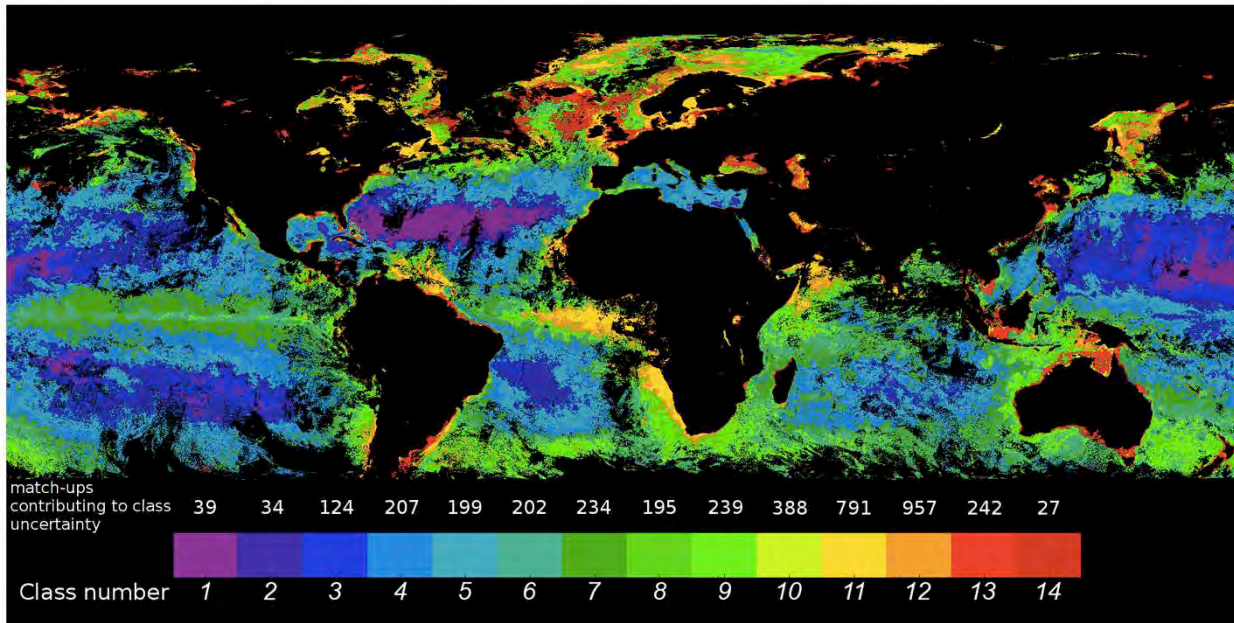 match-ups
contributing to class 39 34 124 207 199 202 234 195 239 388 791 957 242 27
uncertainty
Class number 1 2 3 4 5 6 7 8 9 10 11 12 13 14